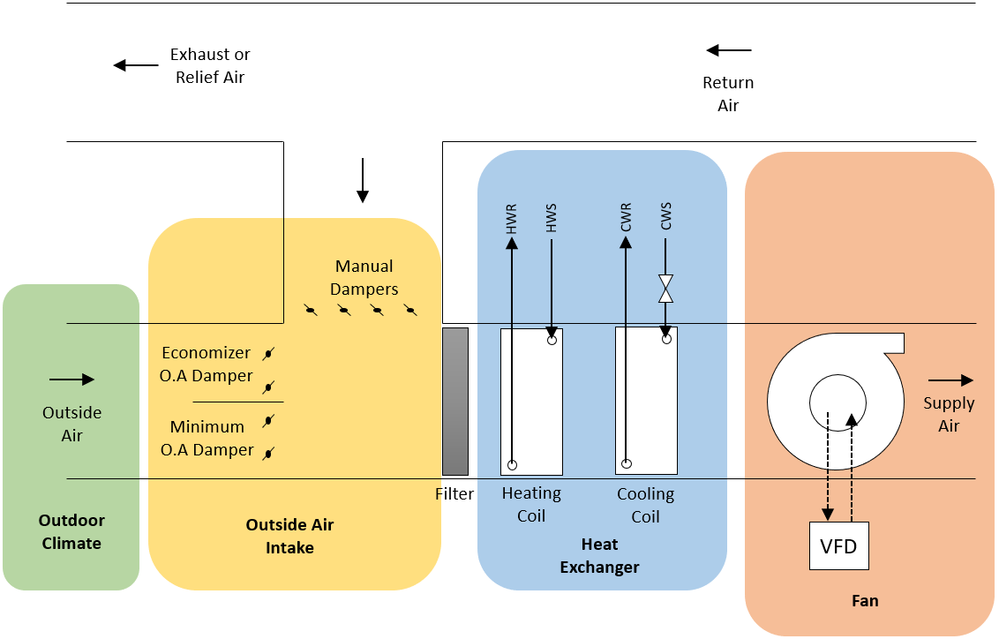 Exhaust or
Relief Air
Return
Air
HWR
HWS
CWR
CWS
Manual
Dampers
Economizer
O.A Damper
Outside
Air
Minimum
O.A Damper
Supply
Air
Filter
Heating
Coil
Cooling
Coil
Outdoor
Climate
Outside Air
Intake
Heat
Exchanger
VFD
Fan